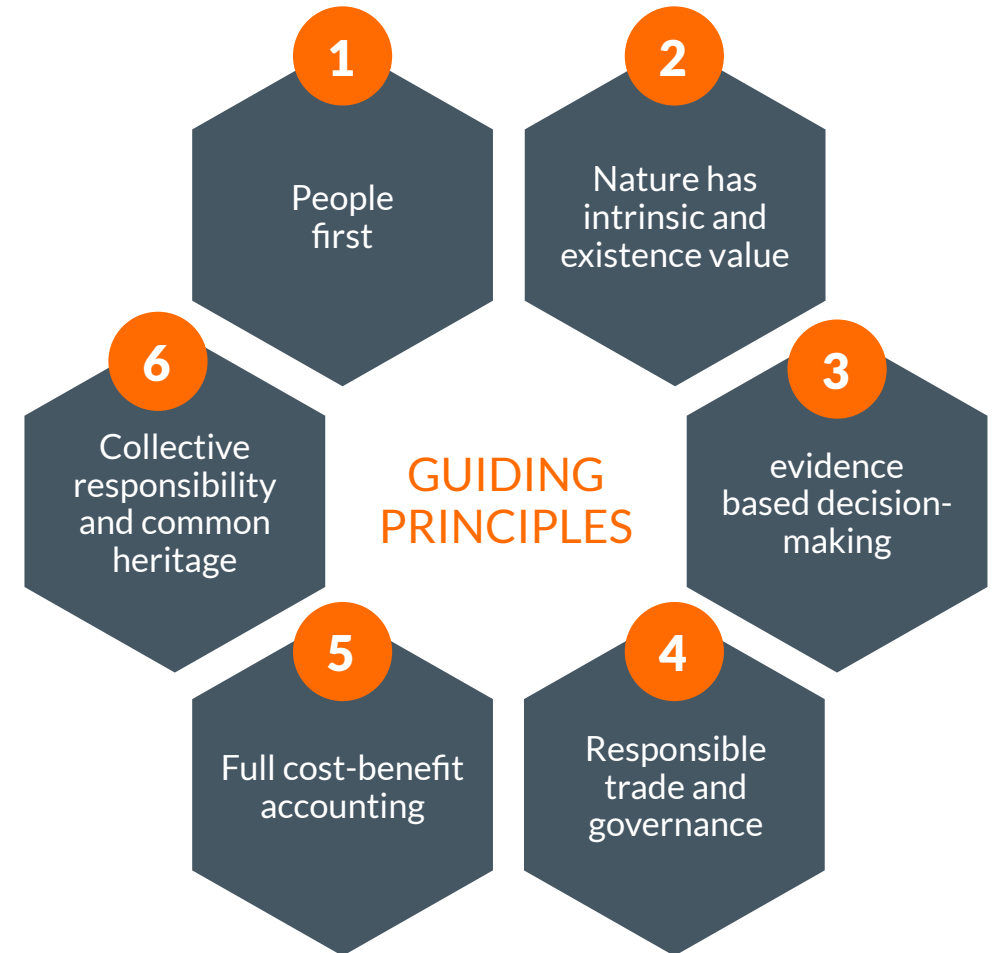 1
People
first
2
Nature has
intrinsic and
existence value
3
evidence
based decision-
making
4
Responsible
trade and
governance
5
Full cost-benefit
accounting
6
Collective
responsibility
and common
heritage
GUIDING
PRINCIPLES